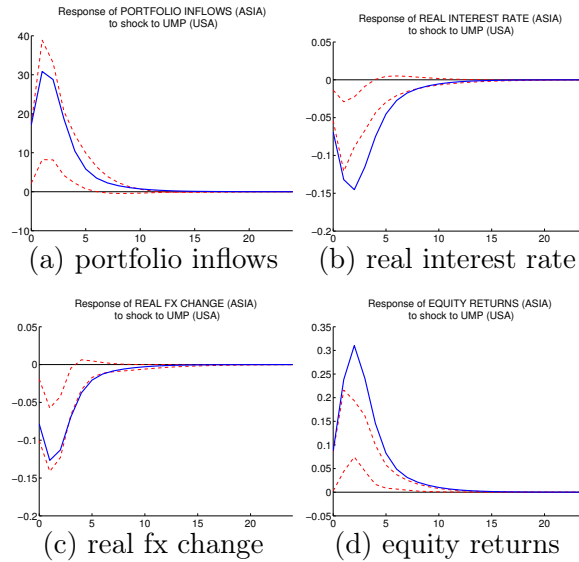 Response of PORTFOLIO INFLOWS (ASIA)
to shock to UMP (USA)
40
30
20
10
0
−10
0 5 10 15 20
(a) portfolio inflows
Response of REAL INTEREST RATE (ASIA)
to shock to UMP (USA)
0.05
0
−0.05
−0.1
−0.15
−0.2
0 5 10 15 20
(b) real interest rate
Response of REAL FX CHANGE (ASIA)
to shock to UMP (USA)
0.05
0
−0.05
−0.1
−0.15
−0.2
0 5 10 15 20
(c) real fx change
Response of EQUITY RETURNS (ASIA)
to shock to UMP (USA)
0.35
0.3
0.25
0.2
0.15
0.1
0.05
0
−0.05
0 5 10 15 20
(d) equity returns